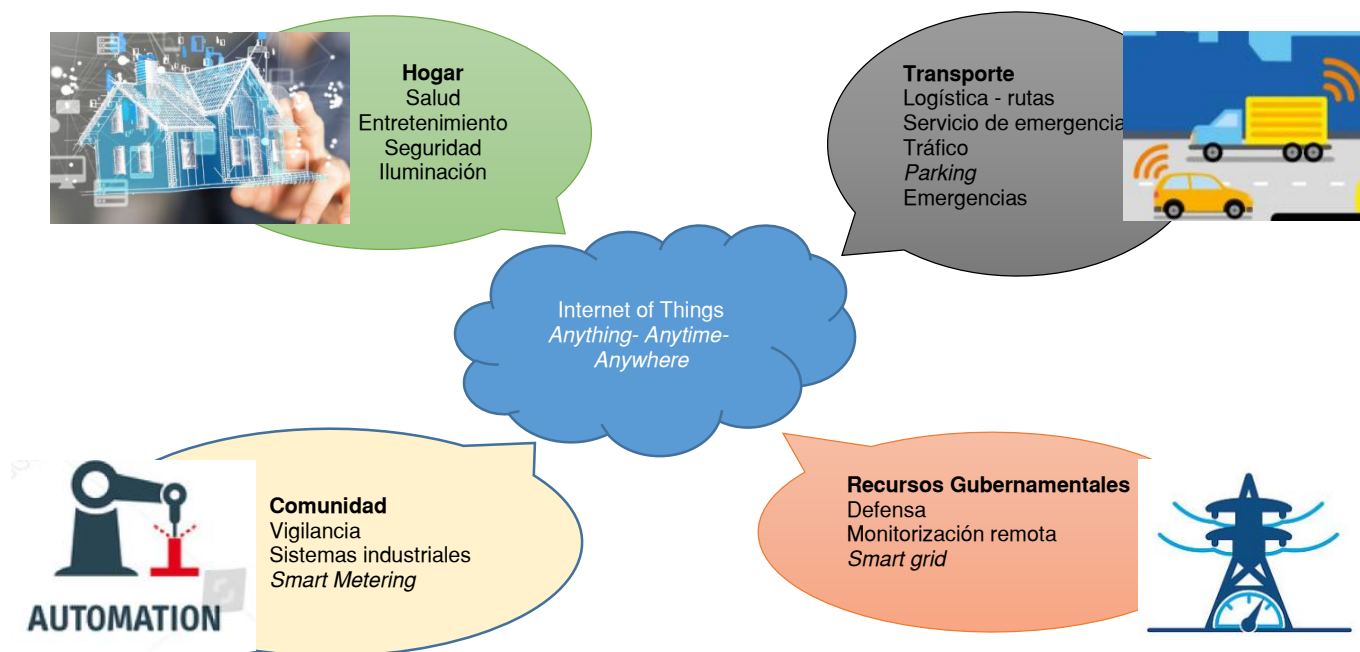 Hogar
Salud
Entretenimiento
Seguridad
Iluminación
Transporte
Logística - rutas
Servicio de emergencia
Tráfico
Parking
Emergencias
Internet of Things
Anything- Anytime-
Anywhere
Comunidad
Vigilancia
Sistemas industriales
Smart Metering
AUTOMATION
Recursos Gubernamentales
Defensa
Monitorización remota
Smart grid